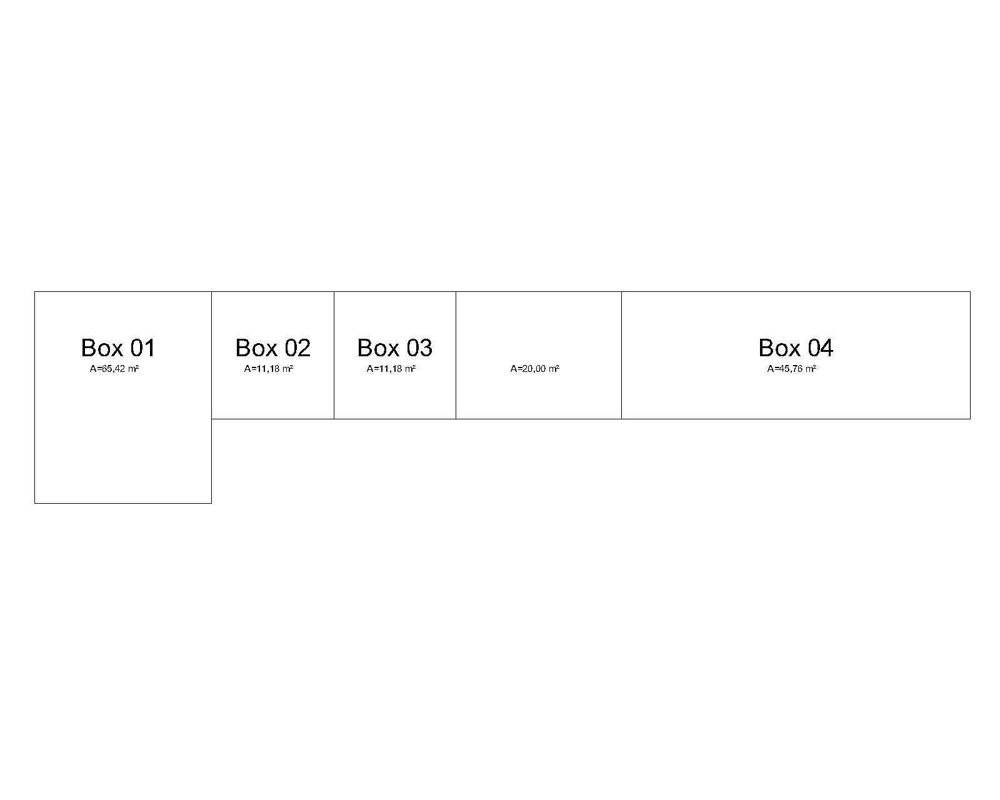 Box 01
A=65,42 m²
Box 02
A=11,18 m²
Box 03
A=11,18 m²
A=20,00 m²
Box 04
A=45,76 m²